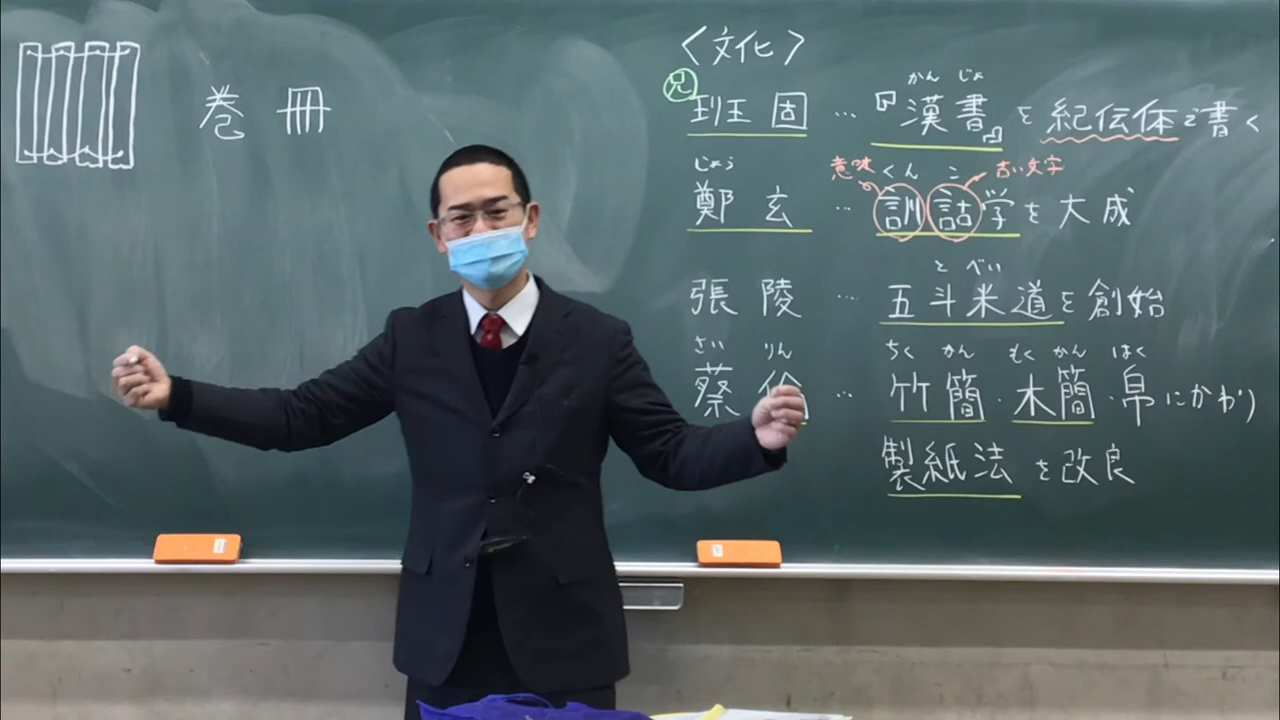 巻 冊
〈文化〉
兄
かん じょ
班 固 … 『漢書』を紀伝体で書く
じょう 意味 くん こ 古い文字
鄭 玄 … 訓詁学を大成
と べい
張 陵 … 五斗米道を創始
さい りん ちく かん もく かん はく
蔡 … 竹簡・木簡・帛にかわり
製紙法を改良